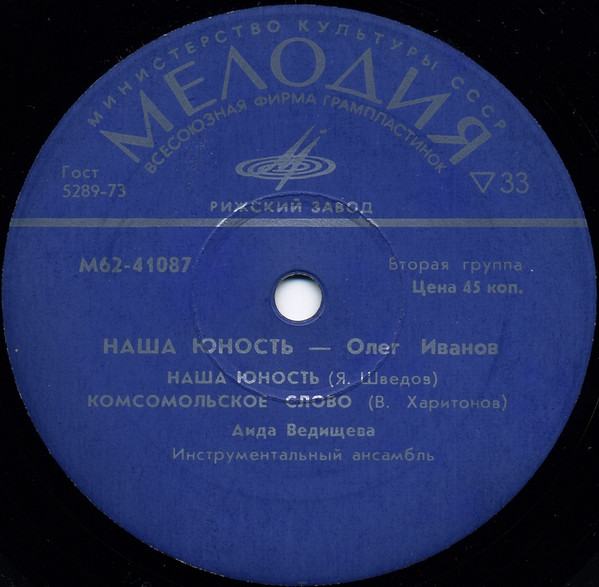 МИНИСТЕРСТВО КУЛЬТУРЫ СССР
МЕЛОДИЯ
ВСЕСОЮЗНАЯ ФИРМА ГРАМПЛАСТИНОК
Гост
5289-73
33
РИЖСКИЙ ЗАВОД
М62-41087
Вторая группа
Цена 45 коп.
НАША ЮНОСТЬ — Олег Иванов
НАША ЮНОСТЬ (Я. Шведов)
КОМСОМОЛЬСКОЕ СЛОВО (В. Харитонов)
Аида Ведищева
Инструментальный ансамбль